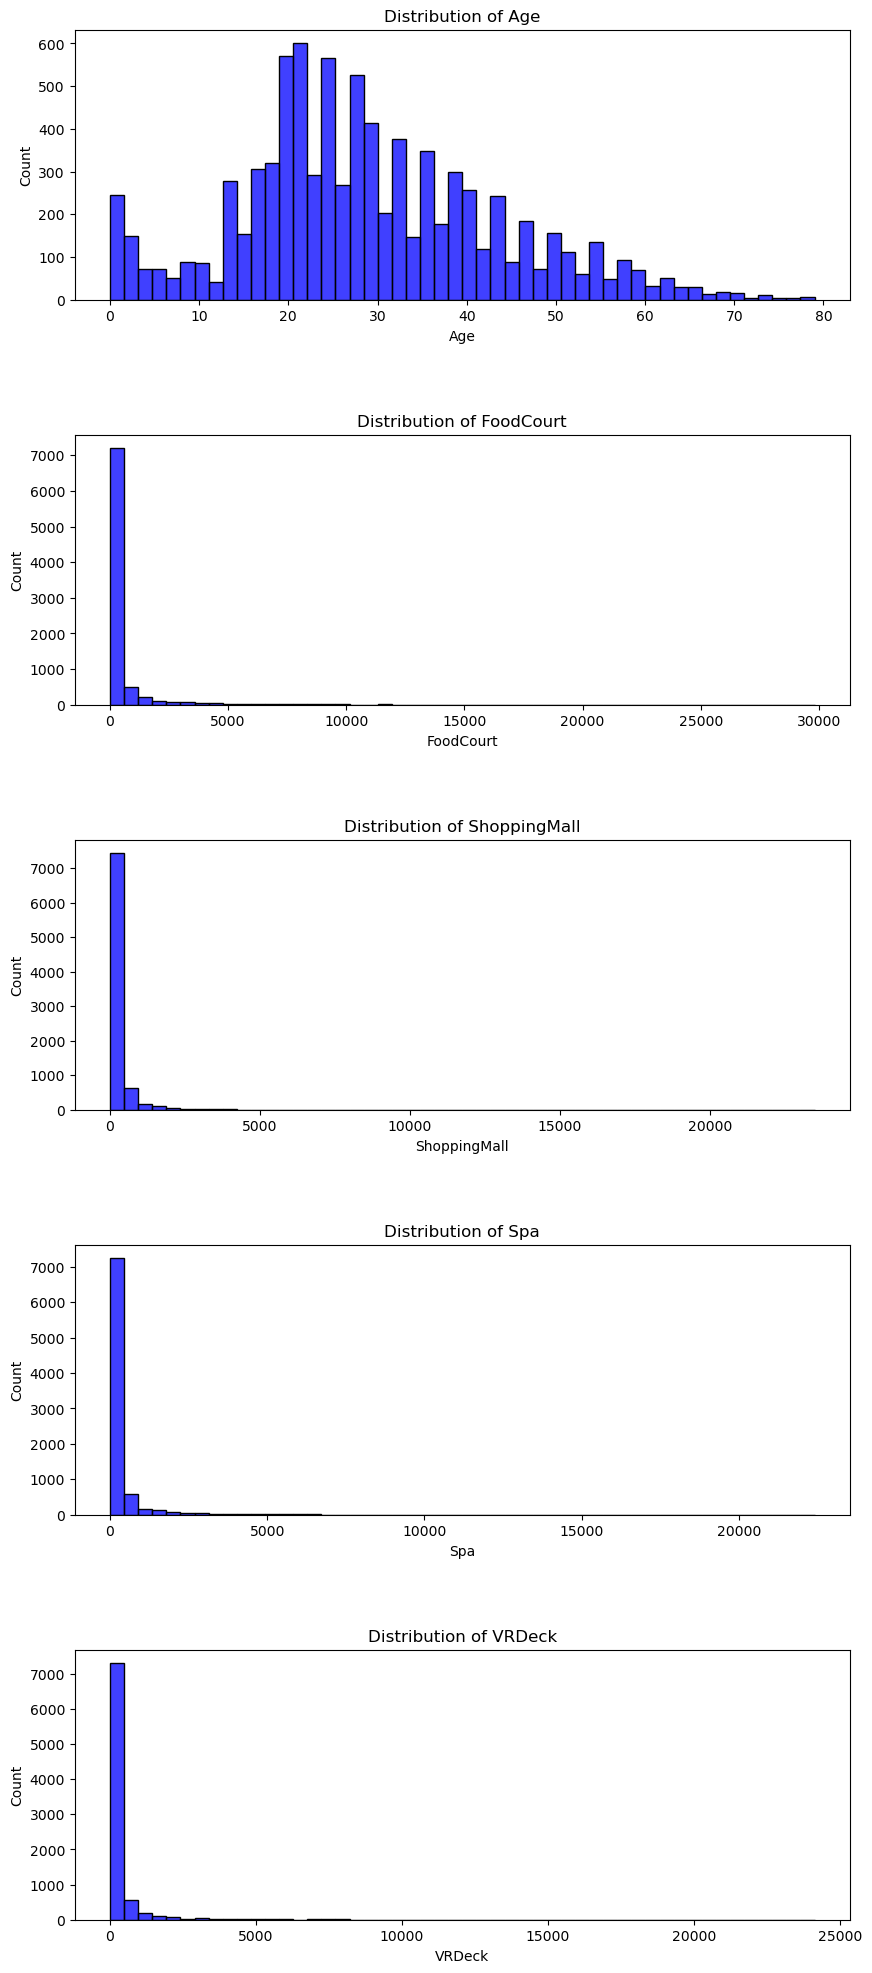 Distribution of Age
600
500
400
300
200
100
0
Count
0 10 20 30 40 50 60 70 80
Age
Distribution of FoodCourt
7000
6000
5000
4000
3000
2000
1000
0
Count
0 5000 10000 15000 20000 25000 30000
FoodCourt
Distribution of ShoppingMall
7000
6000
5000
4000
3000
2000
1000
0
Count
0 5000 10000 15000 20000
ShoppingMall
Distribution of Spa
7000
6000
5000
4000
3000
2000
1000
0
Count
0 5000 10000 15000 20000
Spa
Distribution of VRDeck
7000
6000
5000
4000
3000
2000
1000
0
Count
0 5000 10000 15000 20000 25000
VRDeck